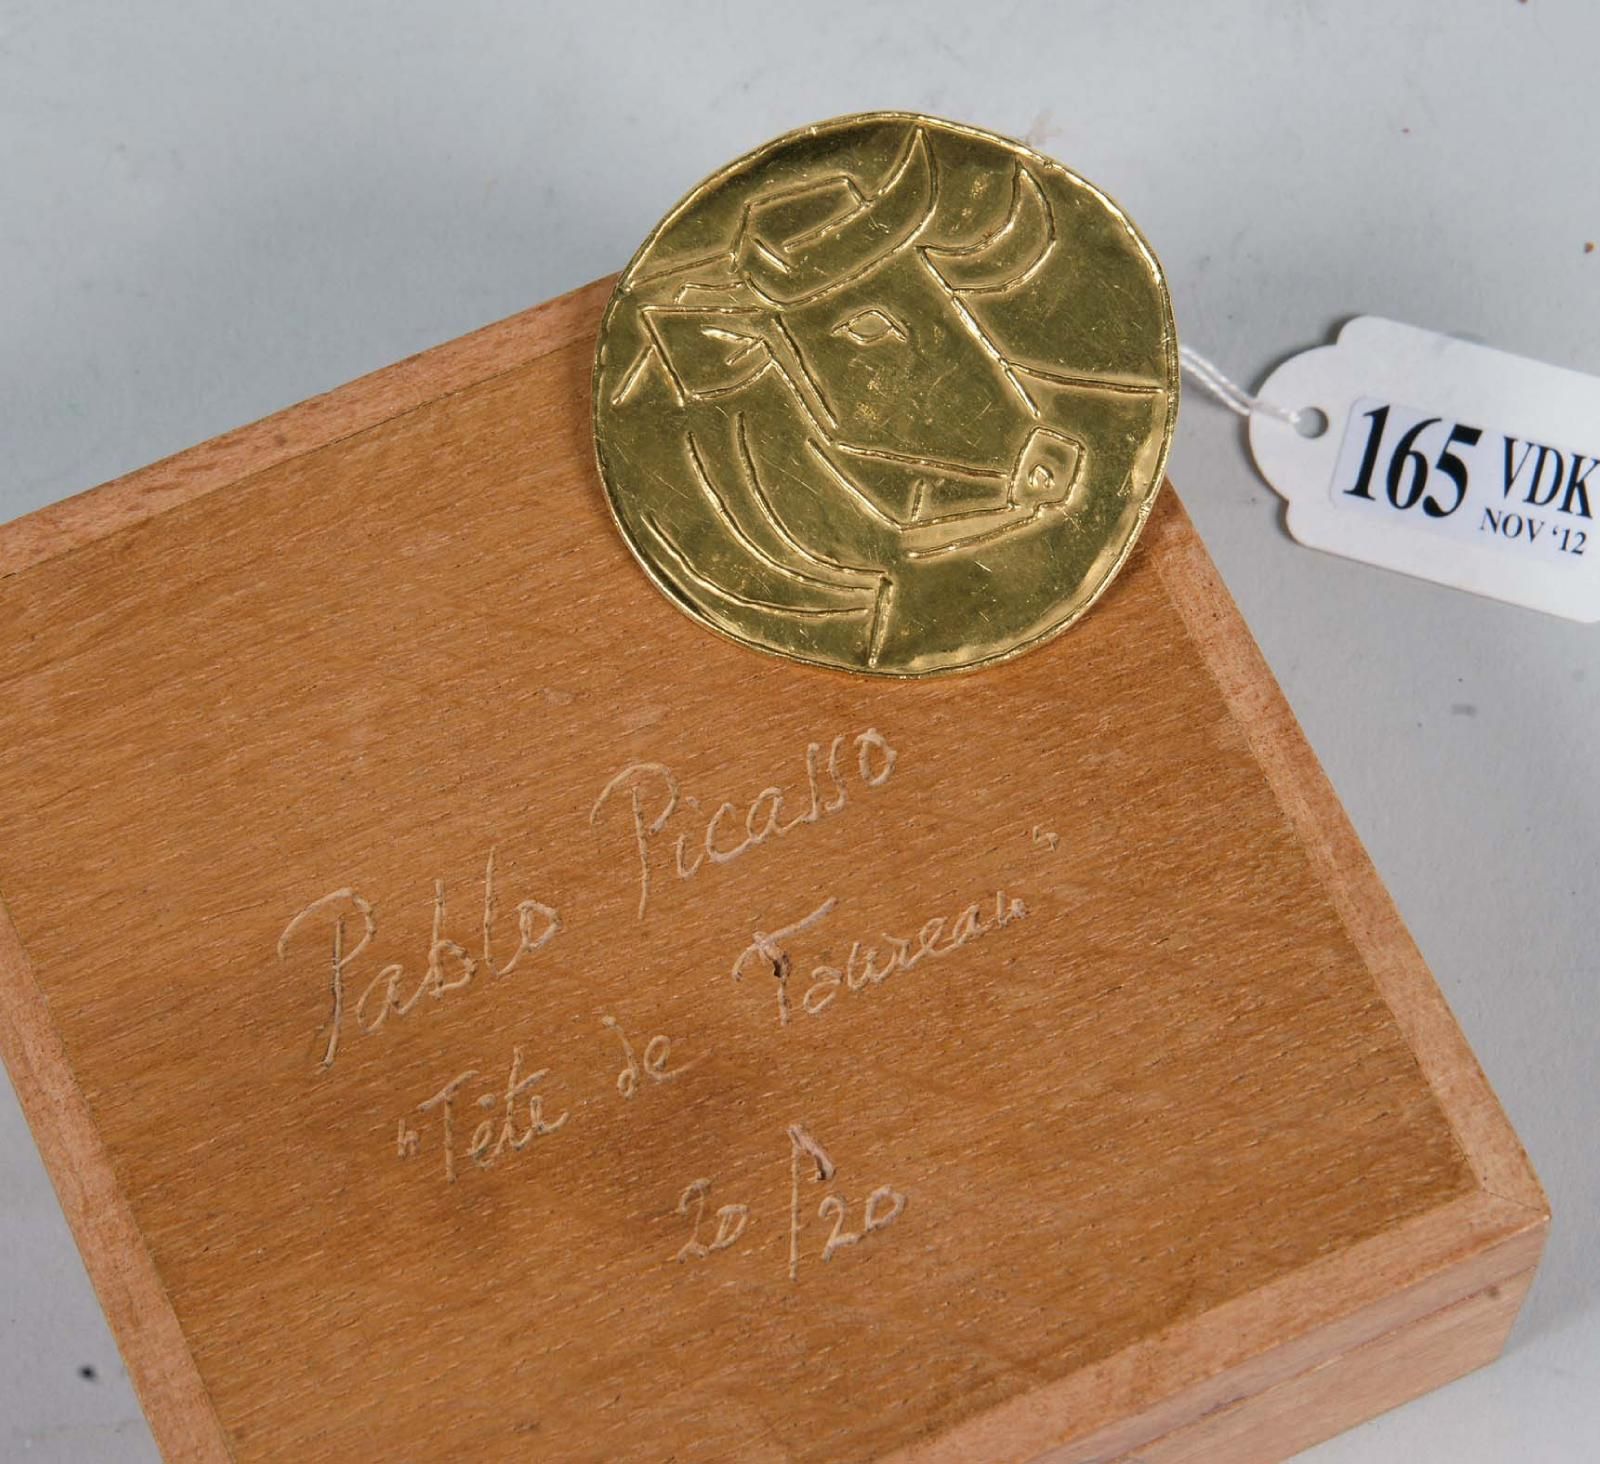 165 VDK
NOV '12
Pablo Picasso
"Tête de Taureau"
20/20